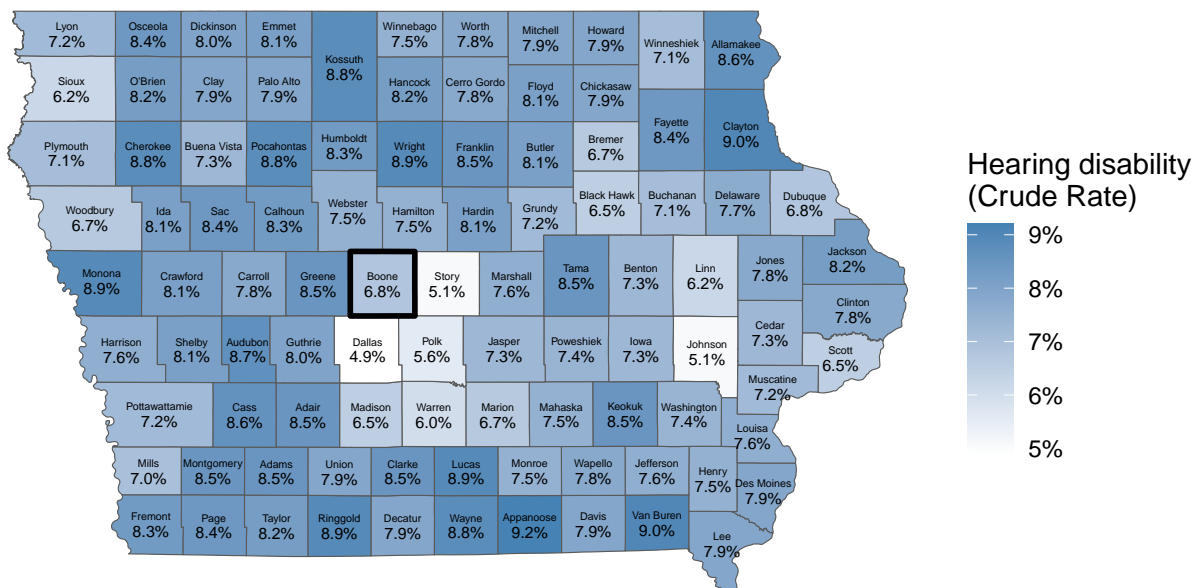 Lyon
7.2%
Osceola
8.4%
Dickinson
8.0%
Emmet
8.1%
Kossuth
8.8%
Winnebago
7.5%
Worth
7.8%
Mitchell
7.9%
Howard
7.9%
Winneshiek
7.1%
Allamakee
8.6%
Sioux
6.2%
O'Brien
8.2%
Clay
7.9%
Palo Alto
7.9%
Hancock
8.2%
Cerro Gordo
7.8%
Floyd
8.1%
Chickasaw
7.9%
Fayette
8.4%
Clayton
9.0%
Plymouth
7.1%
Cherokee
8.8%
Buena Vista
7.3%
Pocahontas
8.8%
Humboldt
8.3%
Wright
8.9%
Franklin
8.5%
Butler
8.1%
Bremer
6.7%
Woodbury
6.7%
Ida
8.1%
Sac
8.4%
Calhoun
8.3%
Webster
7.5%
Hamilton
7.5%
Hardin
8.1%
Grundy
7.2%
Black Hawk
6.5%
Buchanan
7.1%
Delaware
7.7%
Dubuque
6.8%
Monona
8.9%
Crawford
8.1%
Carroll
7.8%
Greene
8.5%
Boone
6.8%
Story
5.1%
Marshall
7.6%
Tama
8.5%
Benton
7.3%
Linn
6.2%
Jones
7.8%
Jackson
8.2%
Clinton
7.8%
Harrison
7.6%
Shelby
8.1%
Audubon
8.7%
Guthrie
8.0%
Dallas
4.9%
Polk
5.6%
Jasper
7.3%
Poweshiek
7.4%
Iowa
7.3%
Johnson
5.1%
Cedar
7.3%
Scott
6.5%
Muscatine
7.2%
Pottawattamie
7.2%
Cass
8.6%
Adair
8.5%
Madison
6.5%
Warren
6.0%
Marion
6.7%
Mahaska
7.5%
Keokuk
8.5%
Washington
7.4%
Louisa
7.6%
Mills
7.0%
Montgomery
8.5%
Adams
8.5%
Union
7.9%
Clarke
8.5%
Lucas
8.9%
Monroe
7.5%
Wapello
7.8%
Jefferson
7.6%
Henry
7.5%
Des Moines
7.9%
Fremont
8.3%
Page
8.4%
Taylor
8.2%
Ringgold
8.9%
Decatur
7.9%
Wayne
8.8%
Appanoose
9.2%
Davis
7.9%
Van Buren
9.0%
Lee
7.9%
Hearing disability
(Crude Rate)
9%
8%
7%
6%
5%